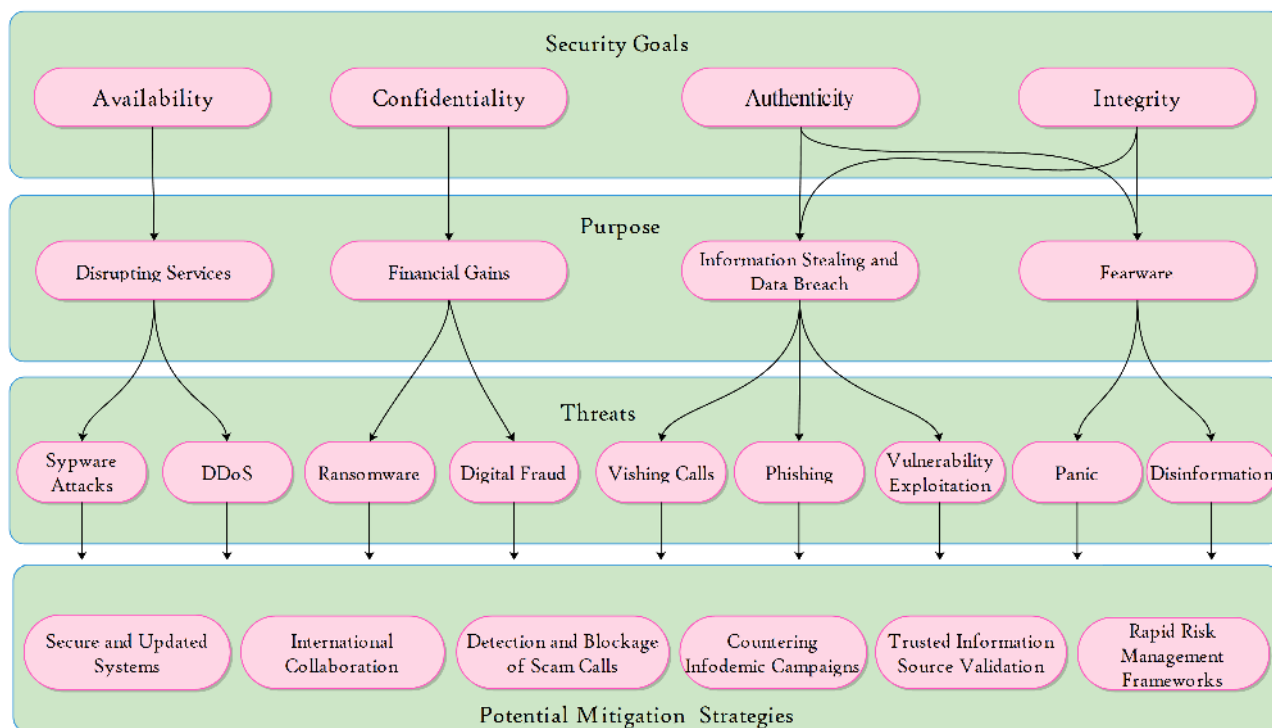 Security Goals
Availability
Confidentiality
Authenticity
Integrity
Purpose
Disrupting Services
Financial Gains
Information Stealing and
Data Breach
Fearware
Threats
Sypware
Attacks
DDoS
Ransomware
Digital Fraud
Vishing Calls
Phishing
Vulnerability
Exploitation
Panic
Disinformation
Secure and Updated
Systems
International
Collaboration
Detection and Blockage
of Scam Calls
Countering
Infodemic Campaigns
Trusted Information
Source Validation
Rapid Risk
Management
Frameworks
Potential Mitigation Strategies